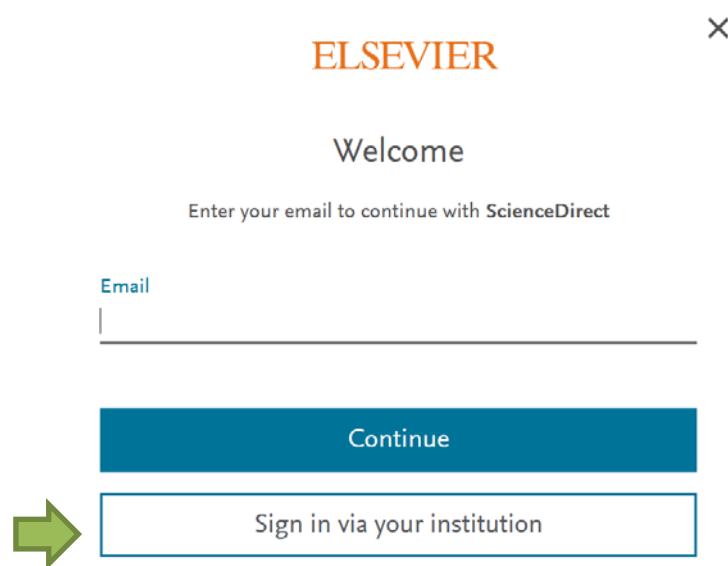 ELSEVIER
Welcome
Enter your email to continue with ScienceDirect
Email
Continue
Sign in via your institution